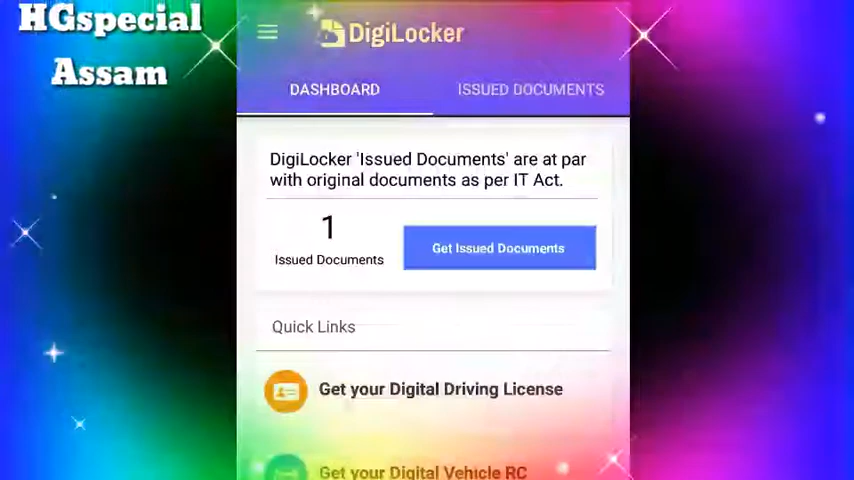 HGspecial
Assam
DigiLocker
DASHBOARD
ISSUED DOCUMENTS
DigiLocker 'Issued Documents' are at par
with original documents as per IT Act.
1
Issued Documents
Get Issued Documents
Quick Links
Get your Digital Driving License
Get your Digital Vehicle RC